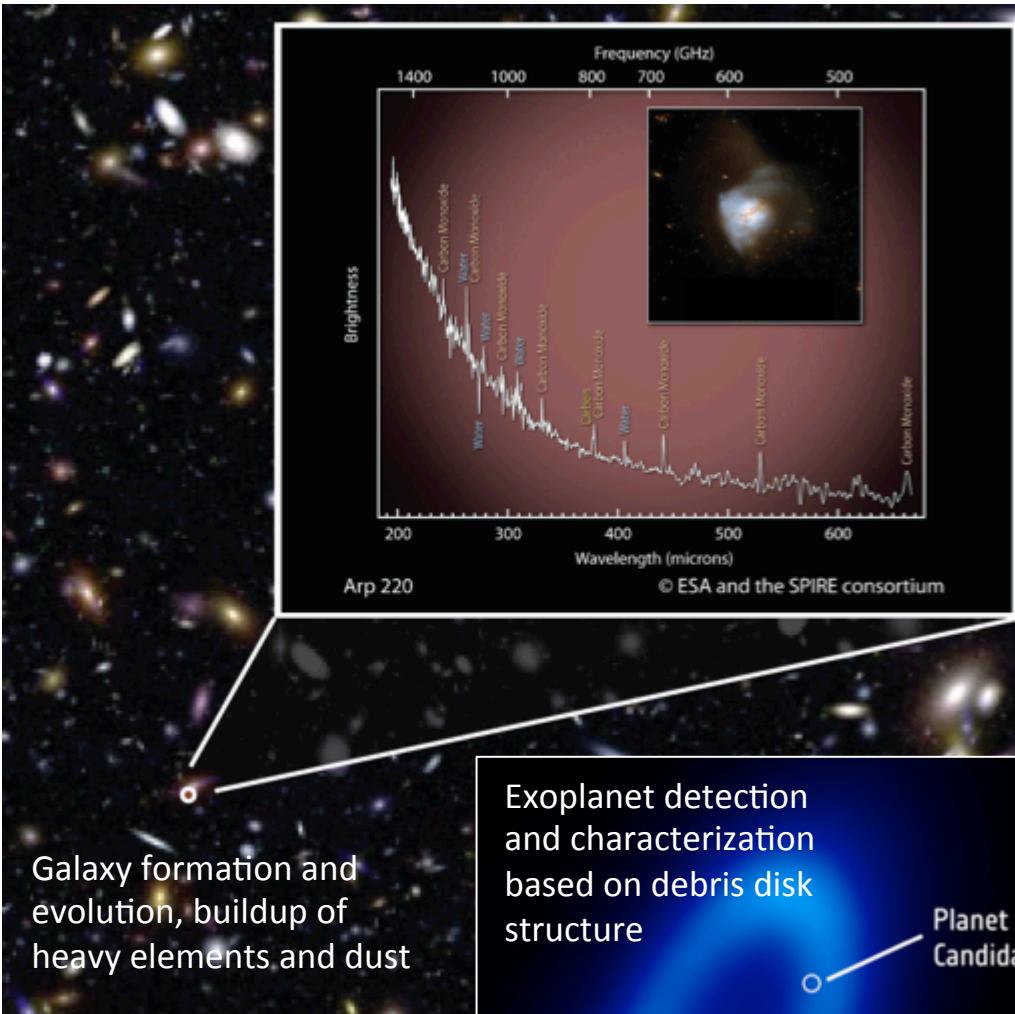 Frequency (GHz)
1400 1000 800 700 600 500
Brightness
Carbon Monoxide
Water
Carbon Monoxide
Water
Water
Carbon Monoxide
Water
Carbon Monoxide
Carbon
Carbon Monoxide
Water
Carbon Monoxide
Carbon Monoxide
Carbon Monoxide
200 300 400 500 600
Wavelength (microns)
Arp 220 © ESA and the SPIRE consortium
Galaxy formation and
evolution, buildup of
heavy elements and dust
Exoplanet detection
and characterization
based on debris disk
structure
Planet
Candida